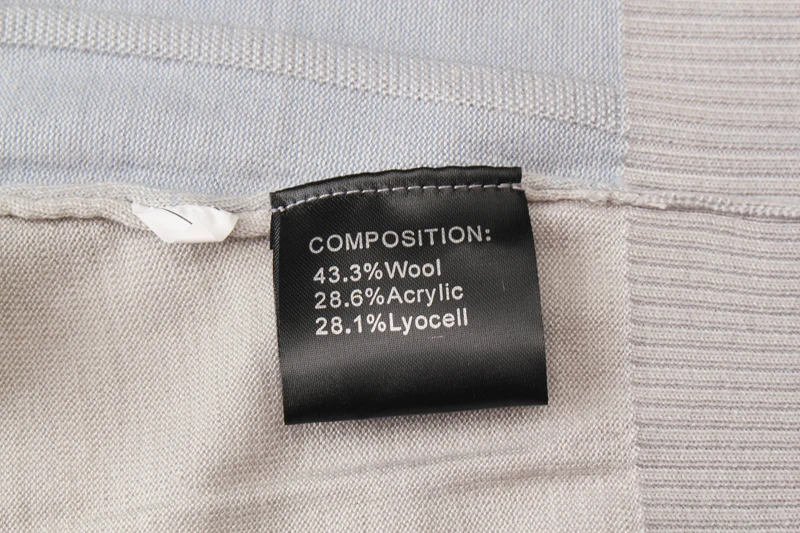 COMPOSITION:
43.3%Wool
28.6%Acrylic
28.1%Lyocell